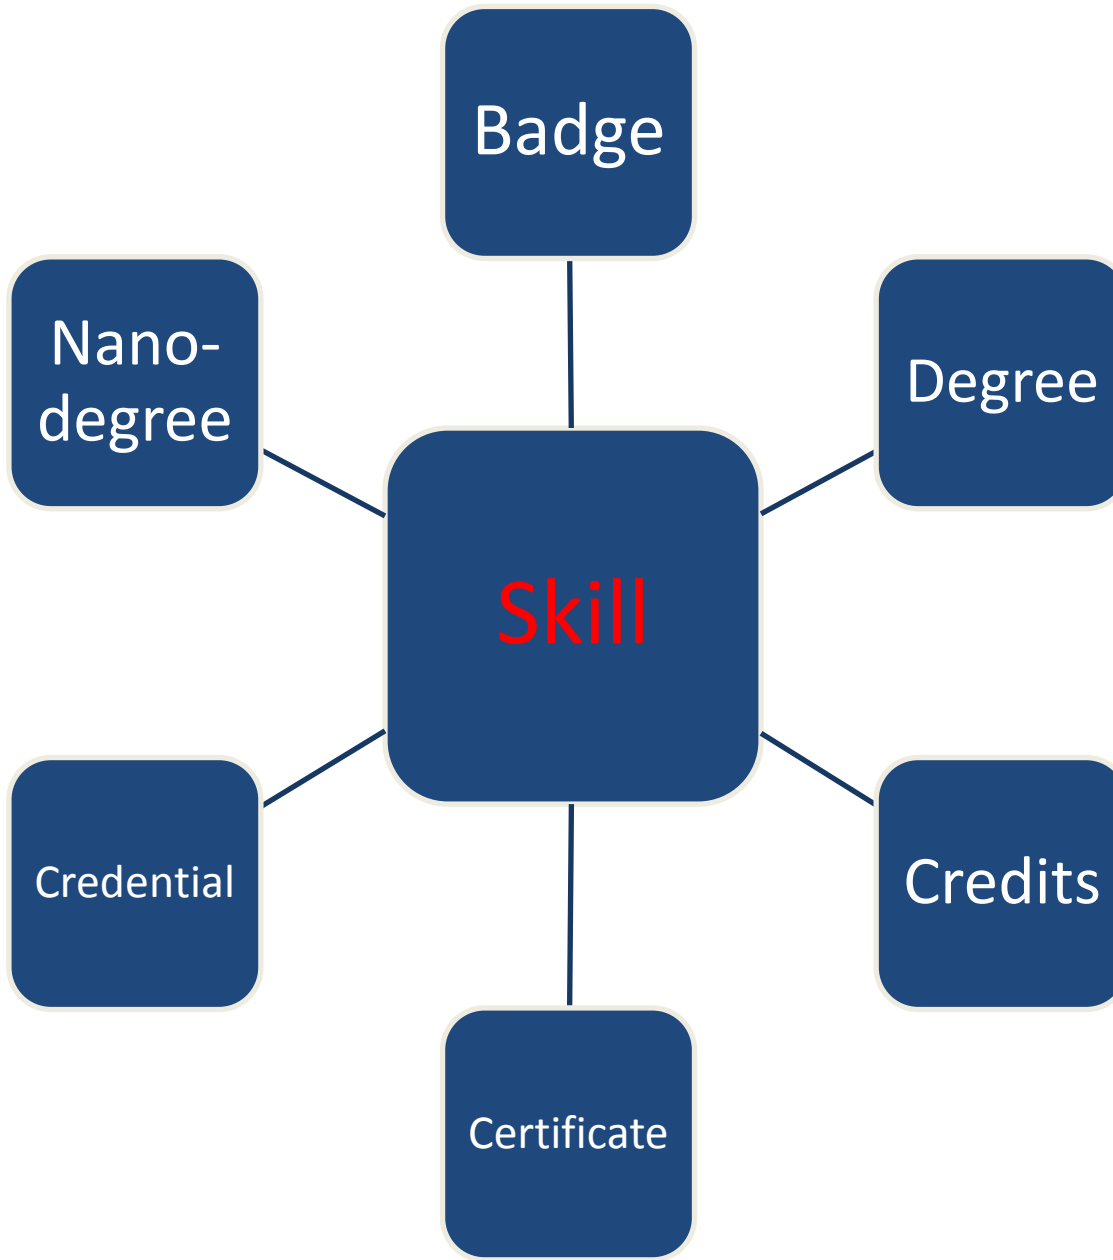 Badge
Nano-
degree
Degree
Skill
Credential
Credits
Certificate